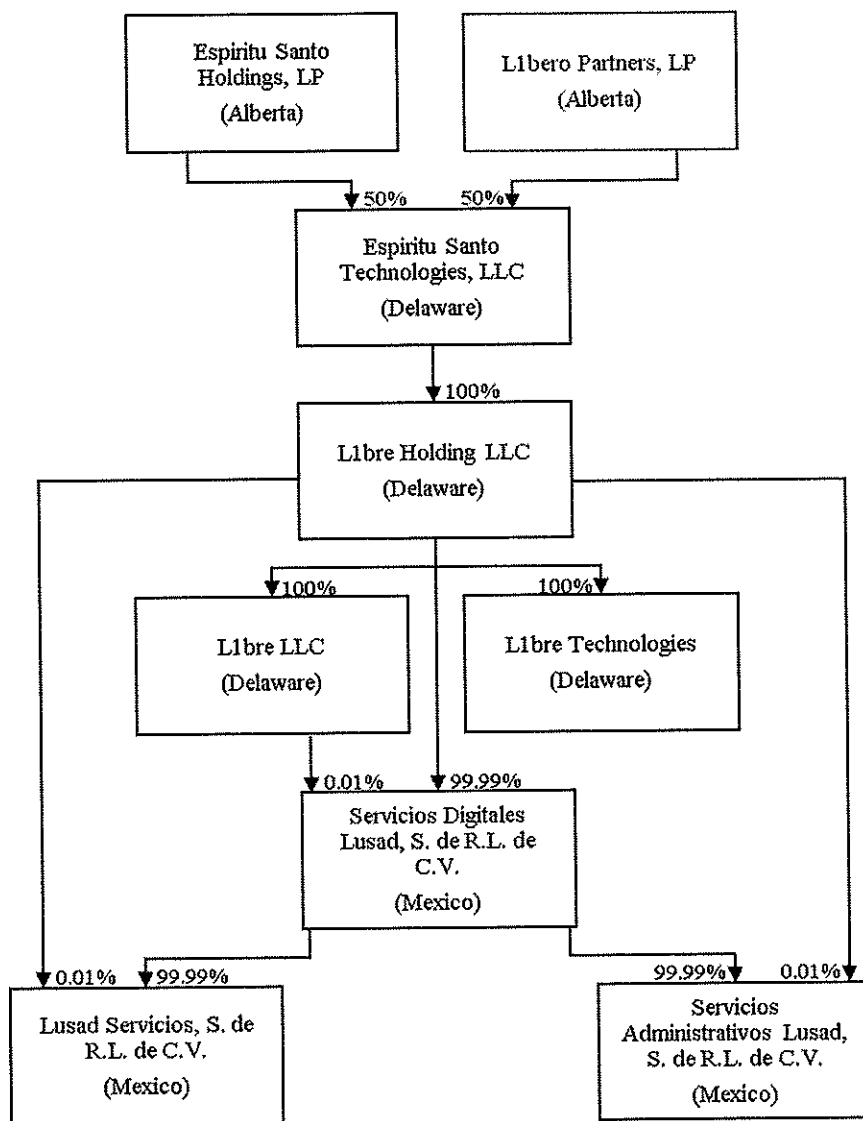 Espiritu Santo
Holdings, LP
(Alberta)
L1bero Partners, LP
(Alberta)
50%
50%
Espiritu Santo
Technologies, LLC
(Delaware)
100%
L1bre Holding LLC
(Delaware)
100%
100%
L1bre LLC
(Delaware)
L1bre Technologies
(Delaware)
0.01%
99.99%
Servicios Digitales
Lusad, S. de R.L. de
C.V.
(Mexico)
0.01%
99.99%
99.99%
0.01%
Lusad Servicios, S. de
R.L. de C.V.
(Mexico)
Servicios
Administrativos Lusad,
S. de R.L. de C.V.
(Mexico)